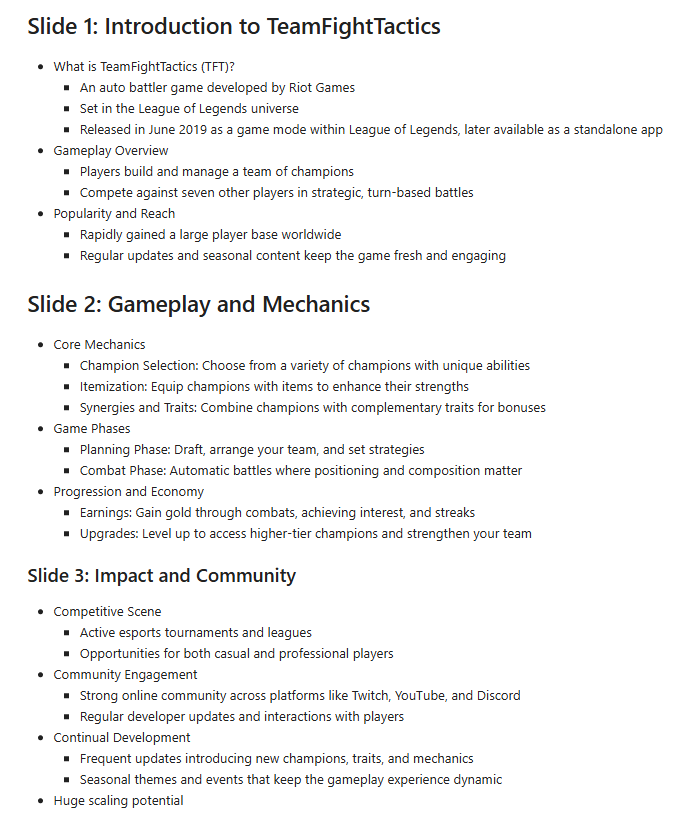 Slide 1: Introduction to TeamFightTactics
What is TeamFightTactics (TFT)?
An auto battler game developed by Riot Games
Set in the League of Legends universe
Released in June 2019 as a game mode within League of Legends, later available as a standalone app
Gameplay Overview
Players build and manage a team of champions
Compete against seven other players in strategic, turn-based battles
Popularity and Reach
Rapidly gained a large player base worldwide
Regular updates and seasonal content keep the game fresh and engaging
Slide 2: Gameplay and Mechanics
Core Mechanics
Champion Selection: Choose from a variety of champions with unique abilities
Itemization: Equip champions with items to enhance their strengths
Synergies and Traits: Combine champions with complementary traits for bonuses
Game Phases
Planning Phase: Draft, arrange your team, and set strategies
Combat Phase: Automatic battles where positioning and composition matter
Progression and Economy
Earnings: Gain gold through combats, achieving interest, and streaks
Upgrades: Level up to access higher-tier champions and strengthen your team
Slide 3: Impact and Community
Competitive Scene
Active esports tournaments and leagues
Opportunities for both casual and professional players
Community Engagement
Strong online community across platforms like Twitch, YouTube, and Discord
Regular developer updates and interactions with players
Continual Development
Frequent updates introducing new champions, traits, and mechanics
Seasonal themes and events that keep the gameplay experience dynamic
Huge scaling potential